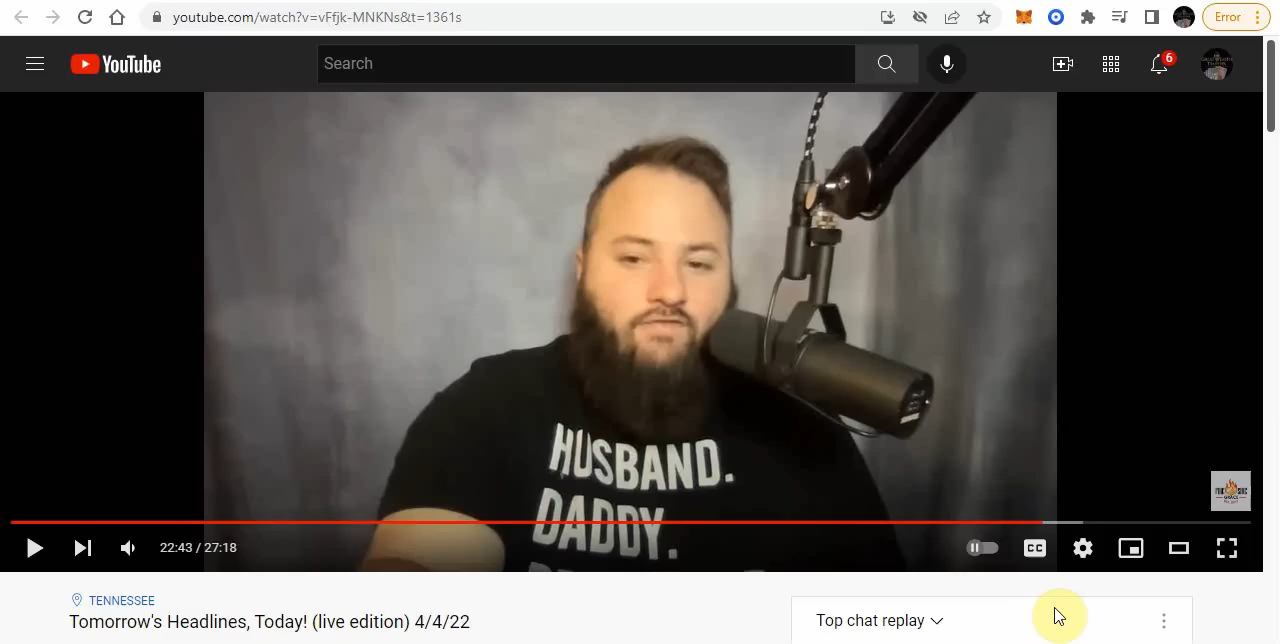 youtube.com/watch?v=vFfjk-MNKNs&t=1361s
Error
YouTube
Search
6
HUSBAND.
DADDY.
22:43 / 27:18
CC
TENNESSEE
Tomorrow's Headlines, Today! (live edition) 4/4/22
Top chat replay